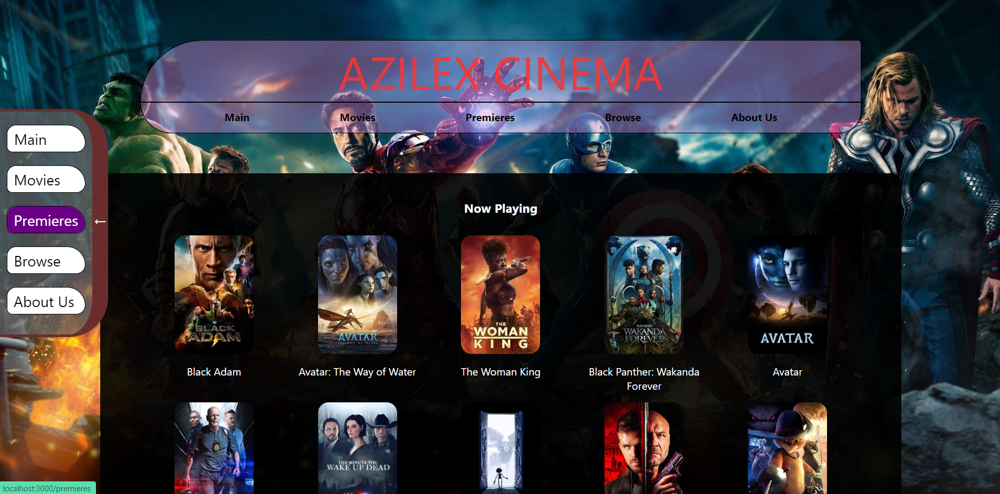 AZILEX CINEMA
Main Movies Premieres Browse About Us
Main
Movies
Premieres ←
Browse
About Us
Now Playing
BLACK
ADAM
AVATAR
THE WAY OF WATER
THE
WOMAN
KING
BLACK PANTHER
WAKANDA
FOREVER
AVATAR
Black Adam
Avatar: The Way of Water
The Woman King
Black Panther: Wakanda
Forever
Avatar
THE MINUTE YOU
WAKE UP DEAD
localhost:3000/premieres